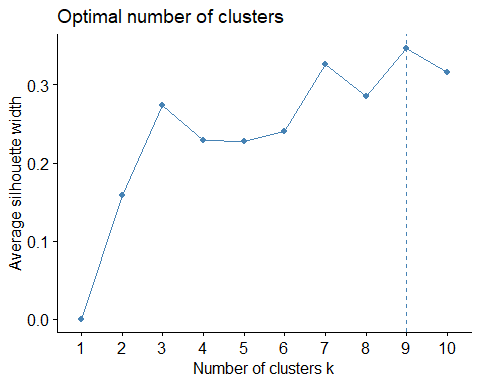 Optimal number of clusters
Average silhouette width
0.3
0.2
0.1
0.0
1 2 3 4 5 6 7 8 9 10
Number of clusters k